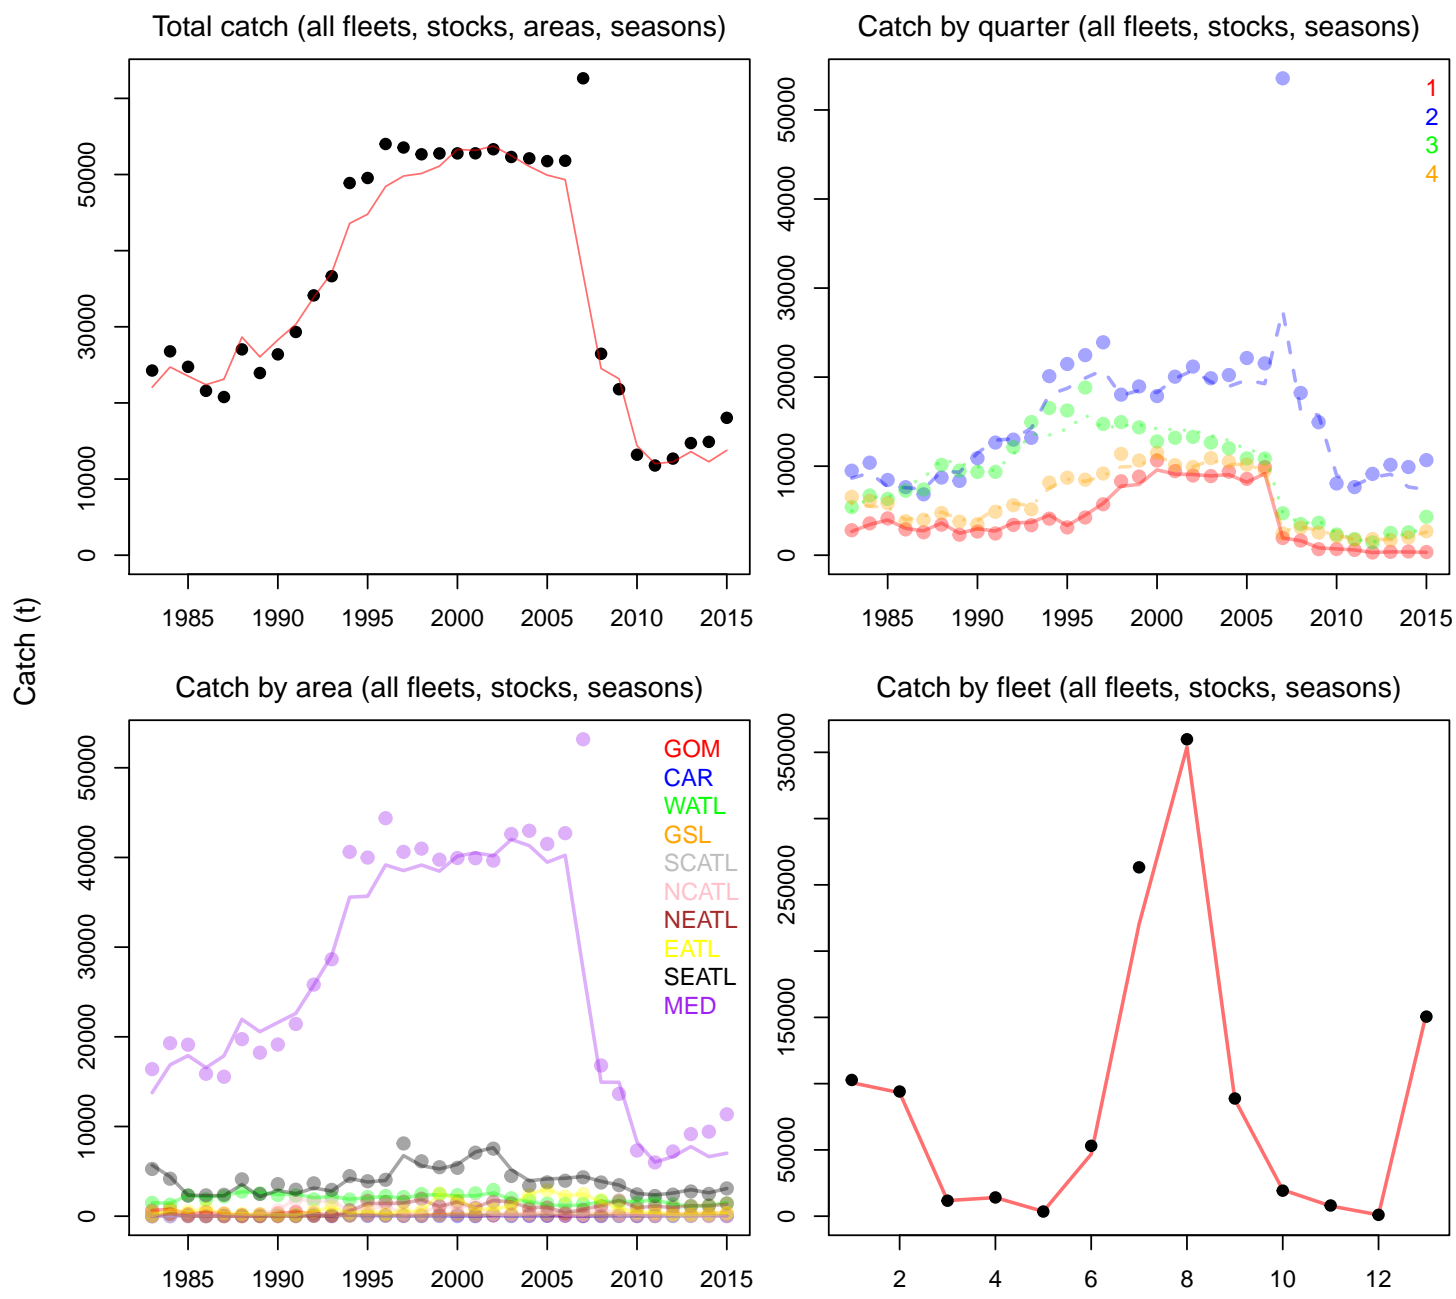 Total catch (all fleets, stocks, areas, seasons)
50000
30000
10000
0
1985 1990 1995 2000 2005 2010 2015
Catch by quarter (all fleets, stocks, seasons)
1
2
3
4
50000
40000
30000
20000
10000
0
1985 1990 1995 2000 2005 2010 2015
Catch (t)
Catch by area (all fleets, stocks, seasons)
GOM
CAR
WATL
GSL
SCATL
NCATL
NEATL
EATL
SEATL
MED
50000
40000
30000
20000
10000
0
1985 1990 1995 2000 2005 2010 2015
Catch by fleet (all fleets, stocks, seasons)
350000
250000
150000
50000
0
2 4 6 8 10 12